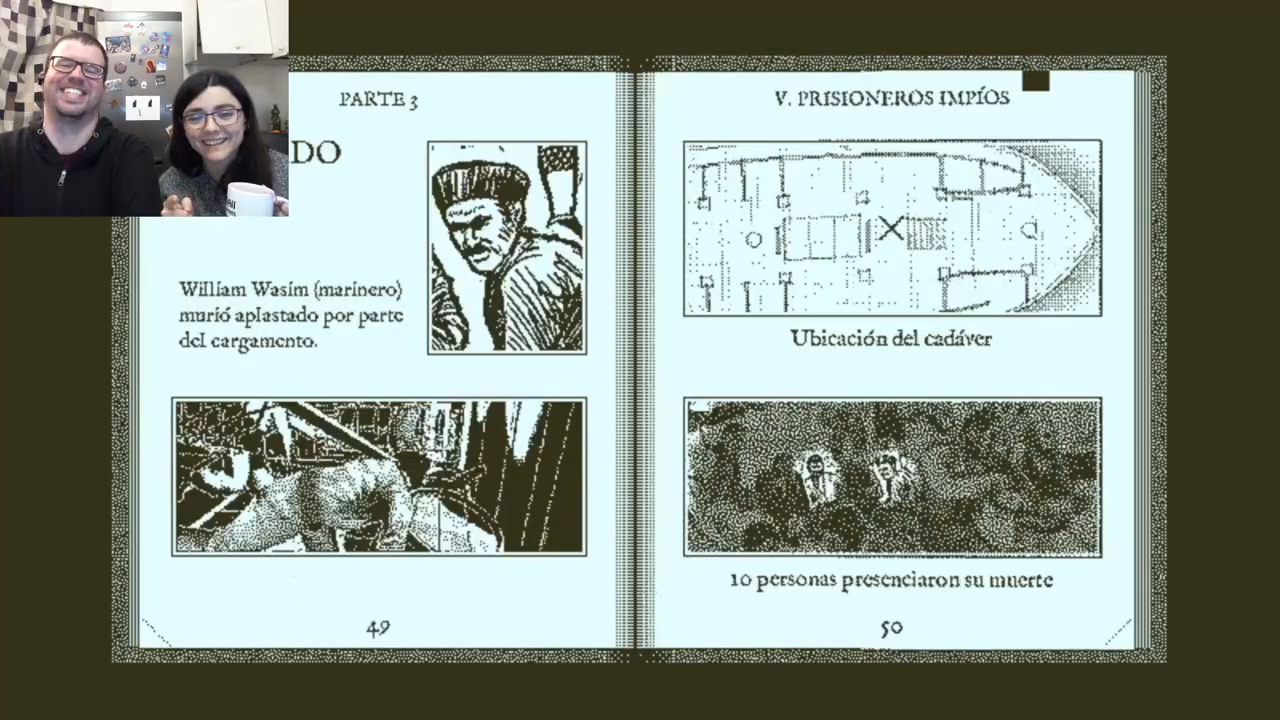 PARTE 3
DO
William Wasim (marinero)
murió aplastado por parte
del cargamento.
49
V. PRISIONEROS IMPÍOS
Ubicación del cadáver
10 personas presenciaron su muerte
50